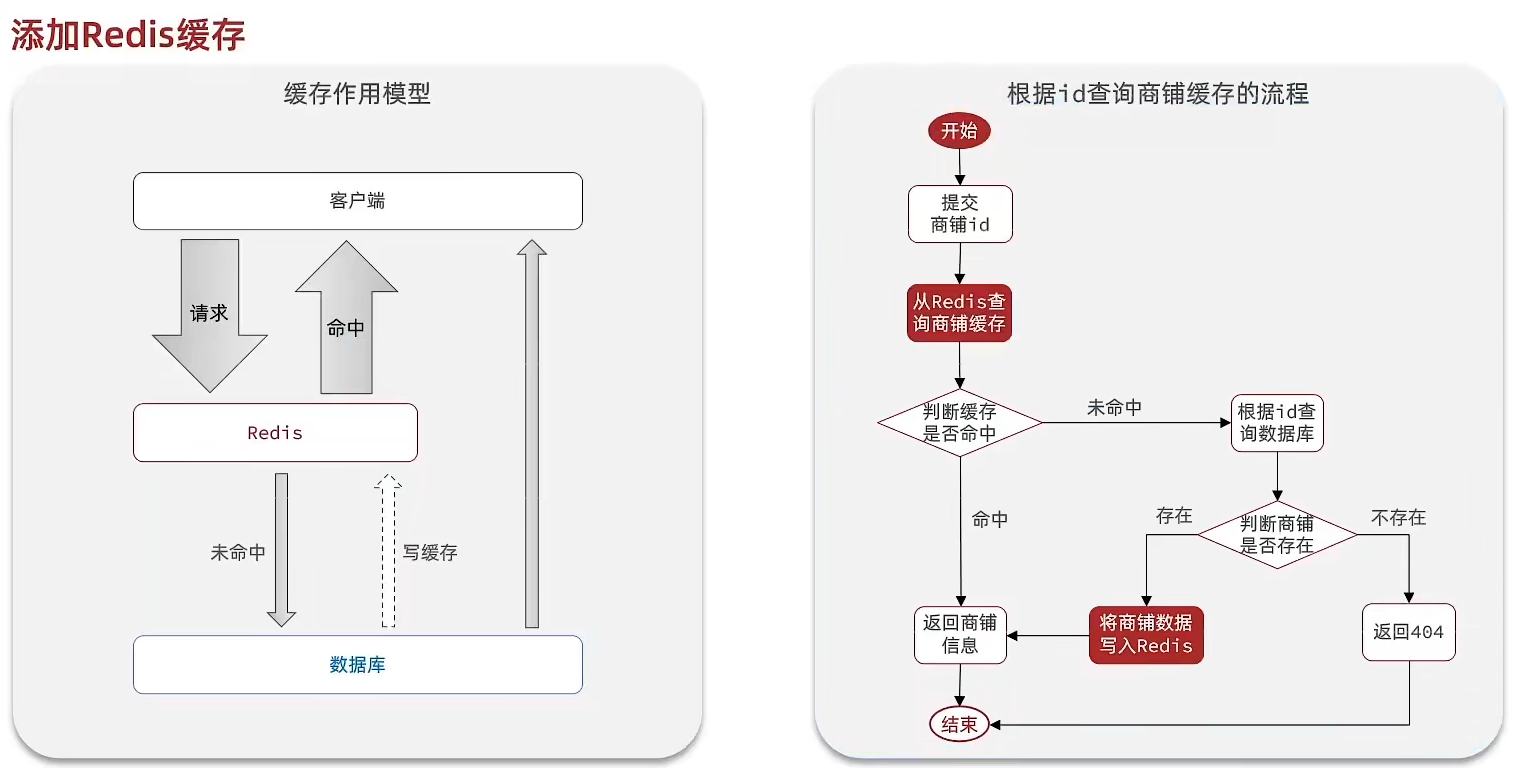 添加Redis缓存
缓存作用模型
客户端
请求
命中
Redis
未命中
写缓存
数据库
根据id查询商铺缓存的流程
开始
提交
商铺id
从Redis查
询商铺缓存
判断缓存
是否命中
未命中
根据id查
询数据库
命中
存在
判断商铺
是否存在
不存在
返回商铺
信息
将商铺数据
写入Redis
返回404
结束